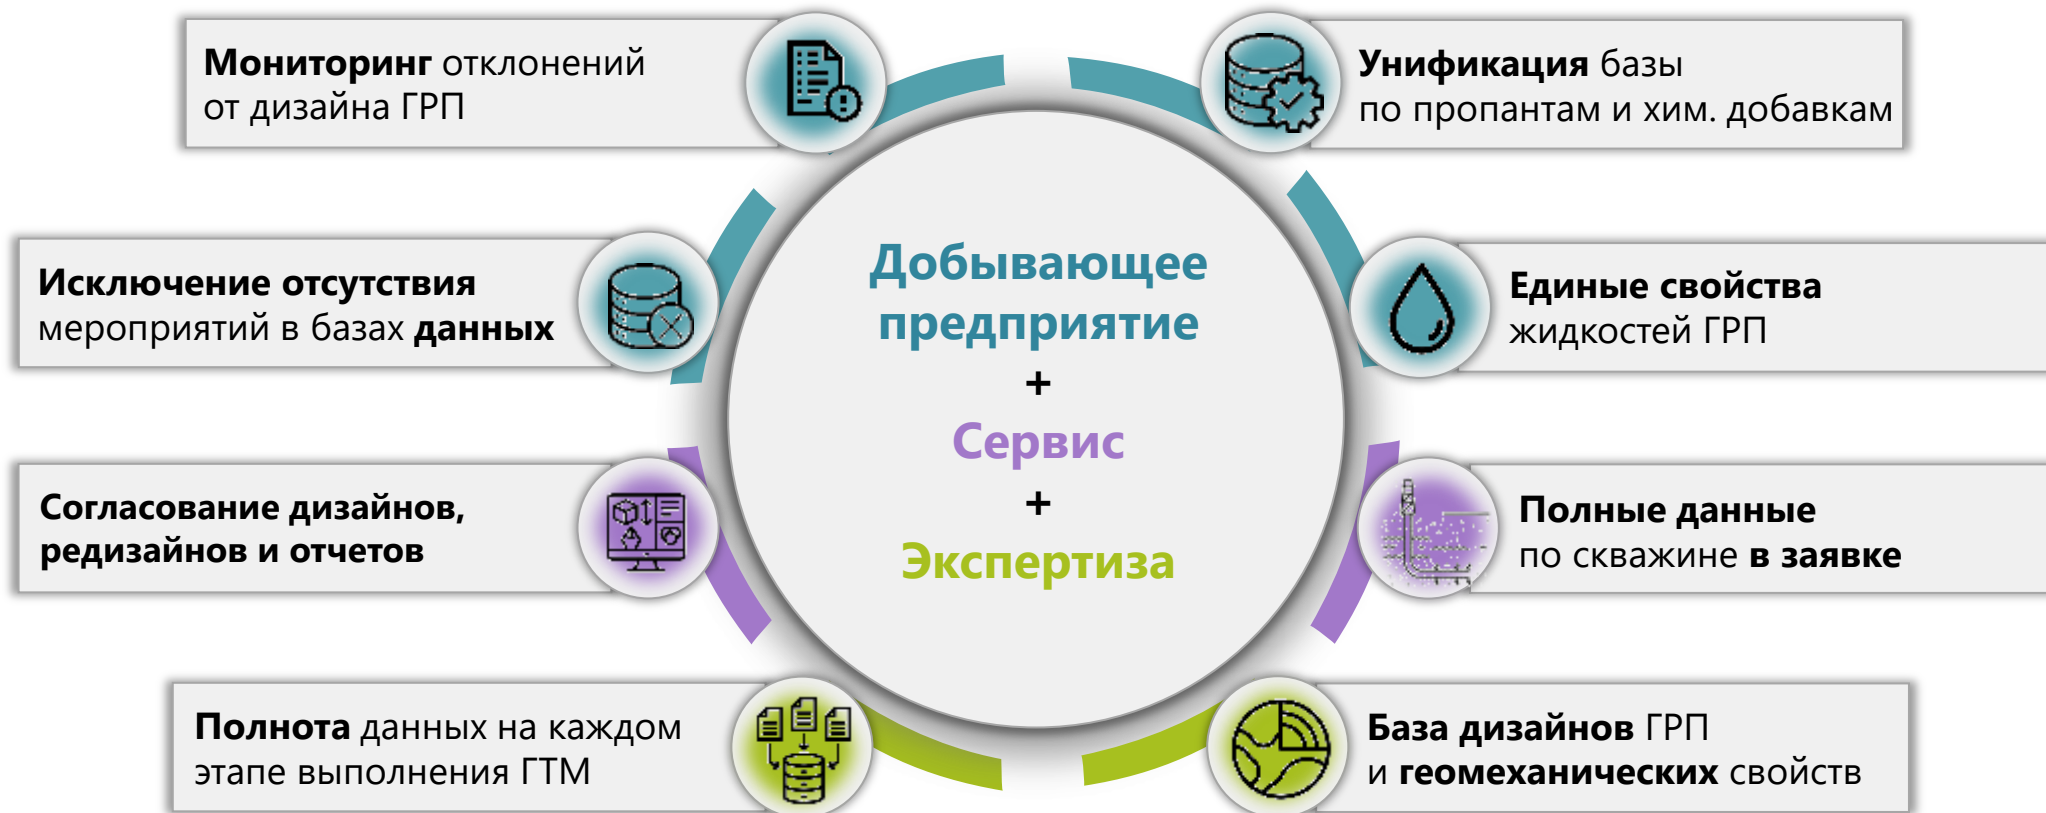 Мониторинг отклонений
от дизайна ГРП
Унификация базы
по пропантам и хим. добавкам
Исключение отсутствия
мероприятий в базах данных
Добывающее
предприятие
+
Сервис
+
Экспертиза
Единые свойства
жидкостей ГРП
Согласование дизайнов,
редизайнов и отчетов
Полные данные
по скважине в заявке
Полнота данных на каждом
этапе выполнения ГТМ
База дизайнов ГРП
и геомеханических свойств